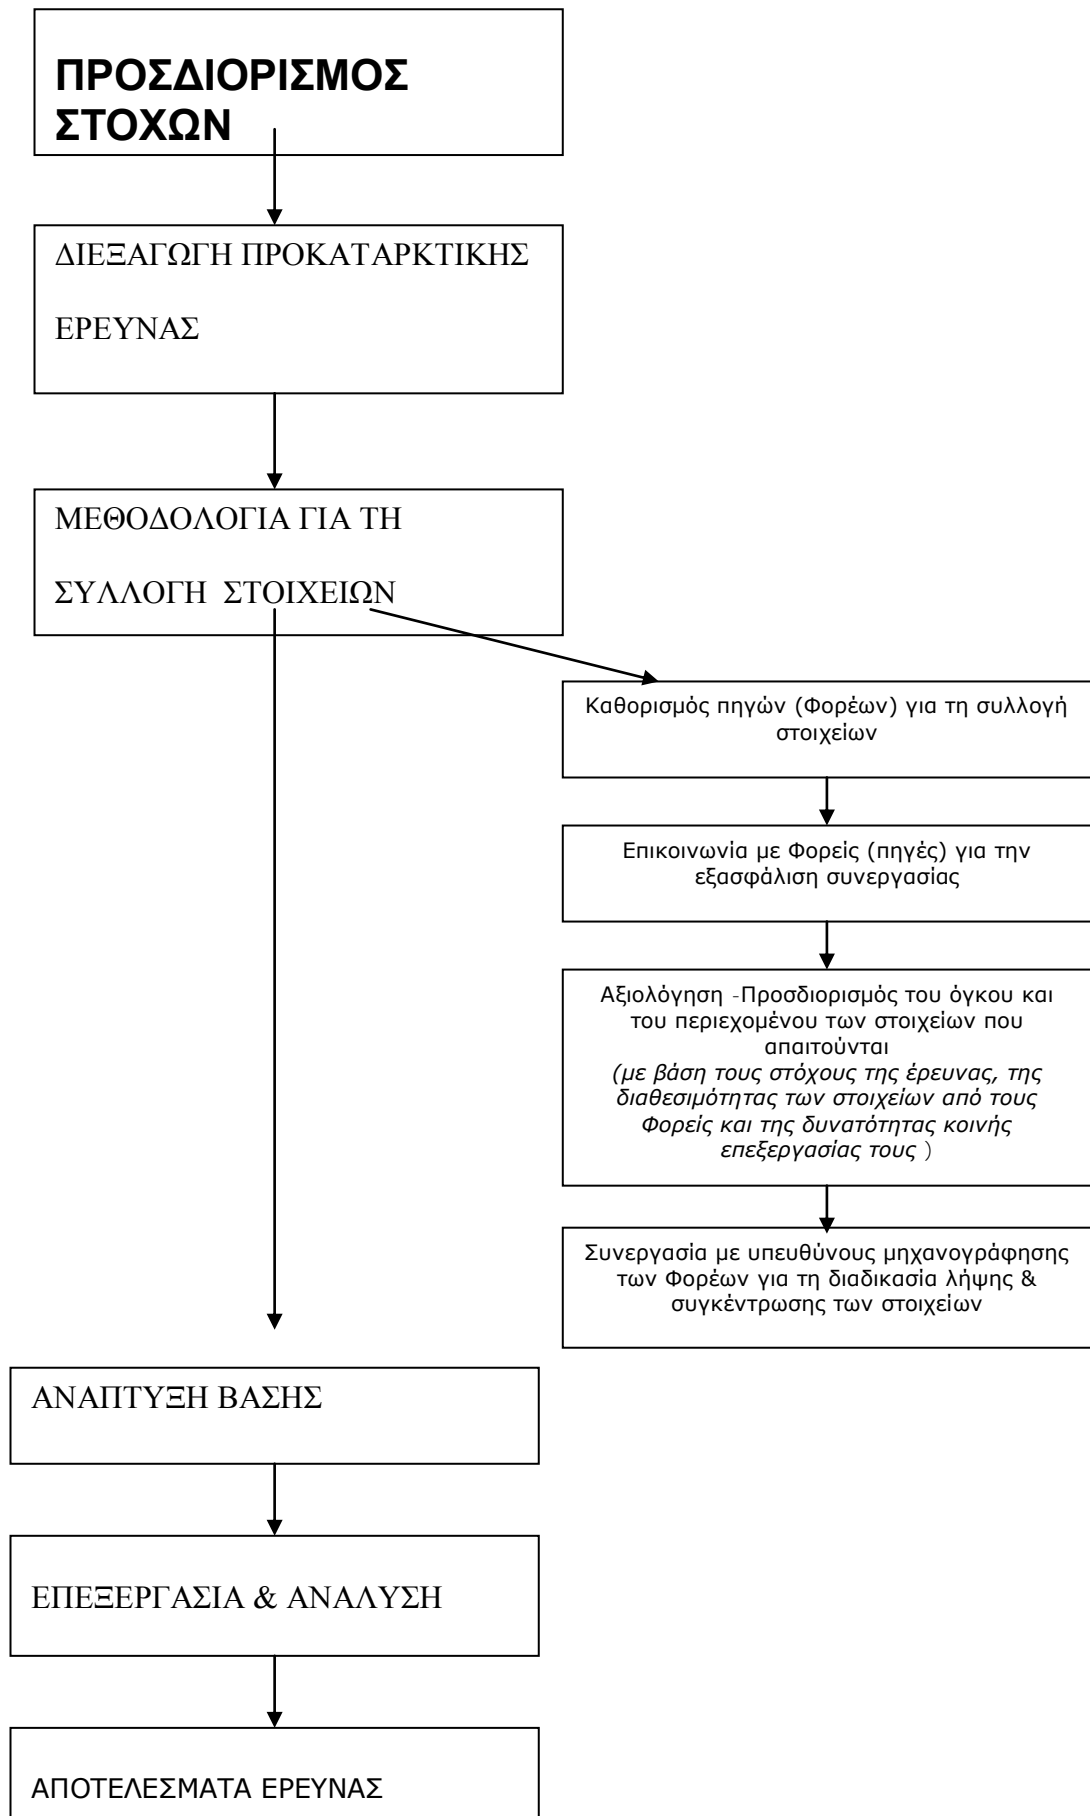 ΠΡΟΣΔΙΟΡΙΣΜΟΣ
ΣΤΟΧΩΝ
ΔΙΕΞΑΓΩΓΗ ΠΡΟΚΑΤΑΡΚΤΙΚΗΣ
ΕΡΕΥΝΑΣ
ΜΕΘΟΔΟΛΟΓΙΑ ΓΙΑ ΤΗ
ΣΥΛΛΟΓΗ ΣΤΟΙΧΕΙΩΝ
Καθορισμός πηγών (Φορέων) για τη συλλογή
στοιχείων
Επικοινωνία με Φορείς (πηγές) για την
εξασφάλιση συνεργασίας
Αξιολόγηση -Προσδιορισμός του όγκου και
του περιεχομένου των στοιχείων που
απαιτούνται
(με βάση τους στόχους της έρευνας, της
διαθεσιμότητας των στοιχείων από τους
Φορείς και της δυνατότητας κοινής
επεξεργασίας τους )
Συνεργασία με υπευθύνους μηχανογράφησης
των Φορέων για τη διαδικασία λήψης &
συγκέντρωσης των στοιχείων
ΑΝΑΠΤΥΞΗ ΒΑΣΗΣ
ΕΠΕΞΕΡΓΑΣΙΑ & ΑΝΑΛΥΣΗ
ΑΠΟΤΕΛΕΣΜΑΤΑ ΕΡΕΥΝΑΣ